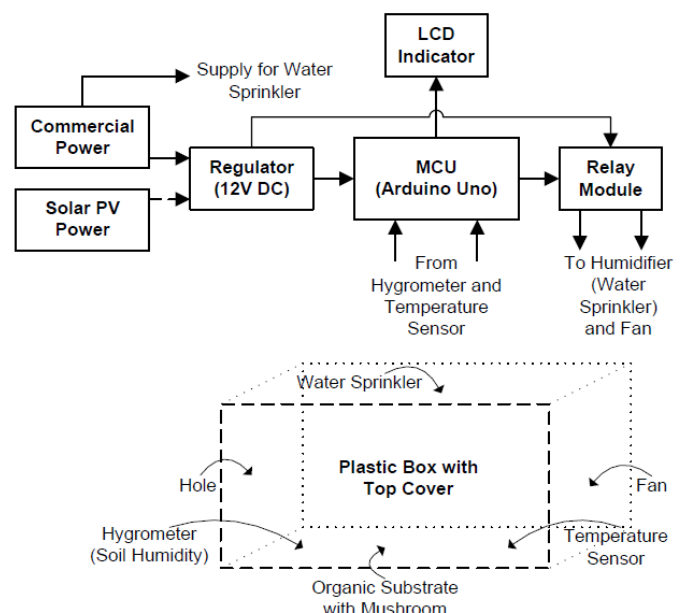 LCD
Indicator
Supply for Water
Sprinkler
Commercial
Power
Regulator
(12V DC)
MCU
(Arduino Uno)
Relay
Module
Solar PV
Power
From
Hygrometer and
Temperature
Sensor
To Humidifier
(Water
Sprinkler)
and Fan
Water Sprinkler
Plastic Box with
Top Cover
Hole
Fan
Hygrometer
(Soil Humidity)
Temperature
Sensor
Organic Substrate
with Mushroom